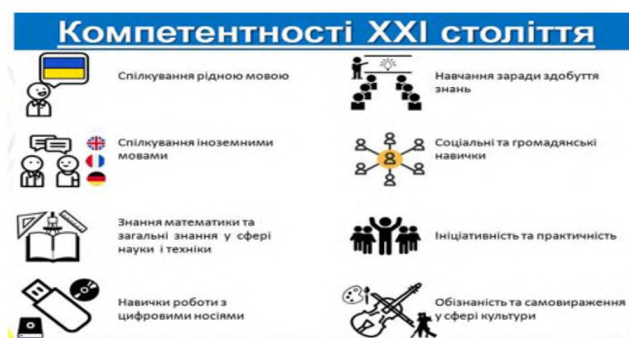 Компетентності XXI століття
Спілкування рідною мовою
Навчання заради здобуття
знань
Спілкування іноземними
мовами
Соціальні та громадянські
навички
Знання математики та
загальні знання у сфері
науки і техніки
Ініціативність та практичність
Навички роботи з
цифровими носіями
Обізнаність та самовираження
у сфері культури